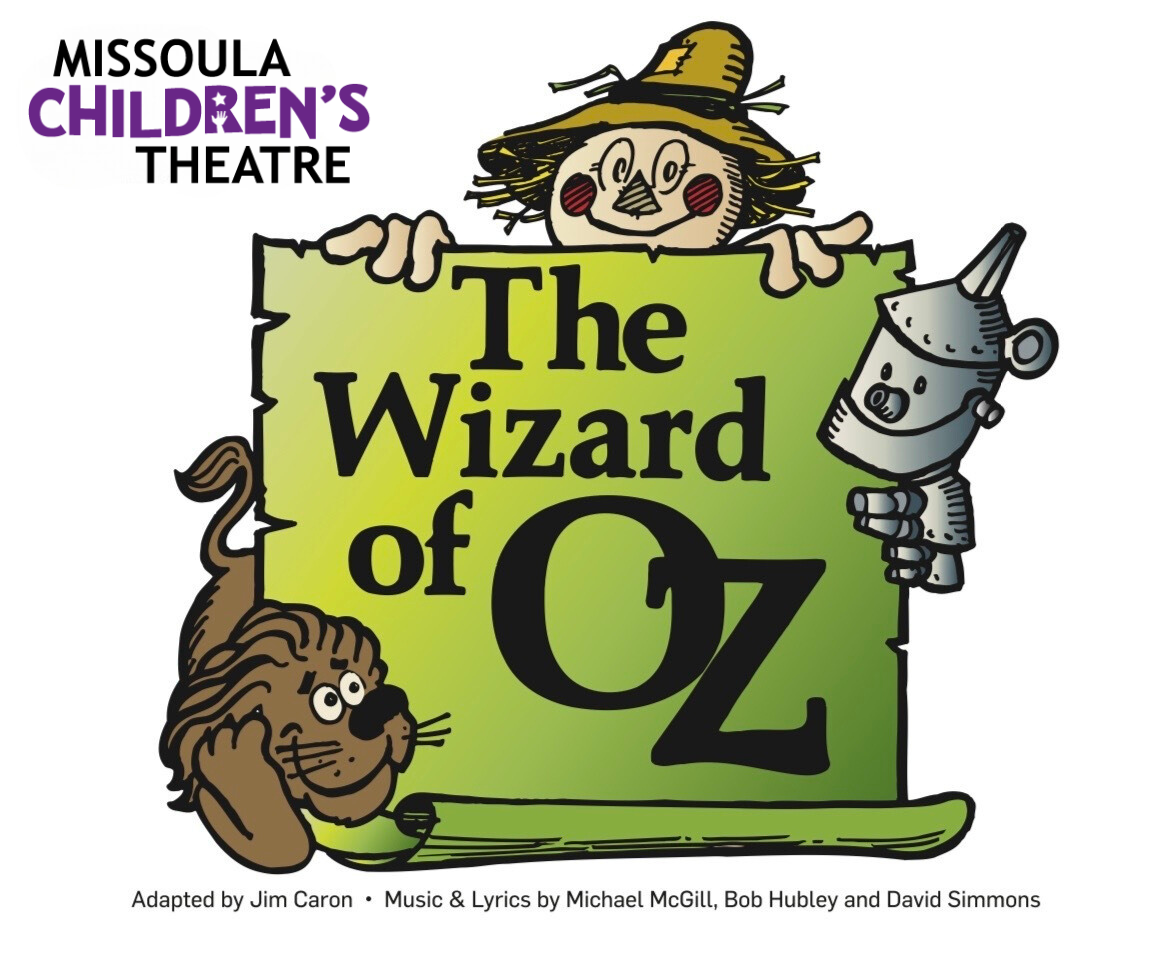 MISSOULA
CHILDREN'S
THEATRE
The
Wizard
of OZ
Adapted by Jim Caron • Music & Lyrics by Michael McGill, Bob Hubley and David Simmons